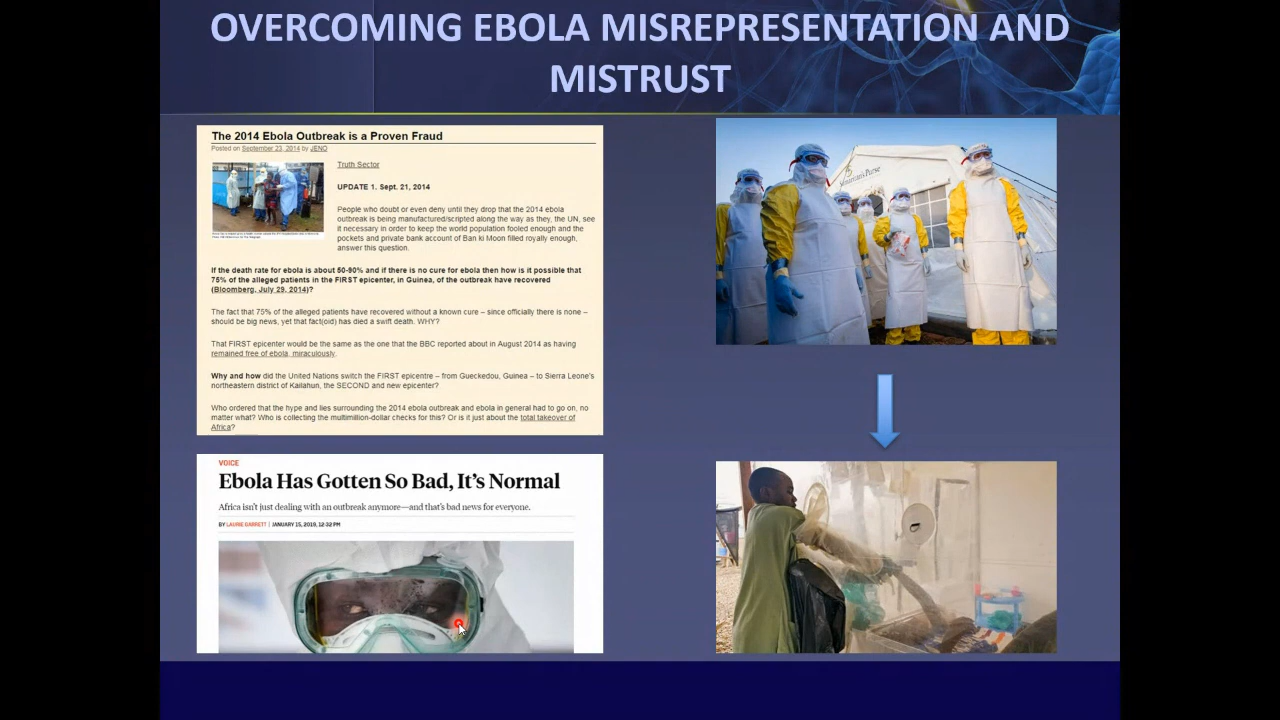 OVERCOMING EBOLA MISREPRESENTATION AND
MISTRUST
The 2014 Ebola Outbreak is a Proven Fraud
Posted on September 23, 2014 by JENO
Truth Sector
UPDATE 1. Sept. 21, 2014
People who doubt or even deny until they drop that the 2014 ebola
outbreak is being manufactured/scripted along the way as they, the UN, see
it necessary in order to keep the world population fooled enough and the
pockets and private bank account of Ban ki Moon filled royally enough,
answer this question.
If the death rate for ebola is about 50-90% and if there is no cure for ebola then how is it possible that
75% of the alleged patients in the FIRST epicenter, in Guinea, of the outbreak have recovered
(Bloomberg, July 29, 2014)?
The fact that 75% of the alleged patients have recovered without a known cure – since officially there is none –
should be big news, yet that fact(oid) has died a swift death. WHY?
That FIRST epicenter would be the same as the one that the BBC reported about in August 2014 as having
remained free of ebola, miraculously.
Why and how did the United Nations switch the FIRST epicentre – from Gueckedou, Guinea – to Sierra Leone's
northeastern district of Kailahun, the SECOND and new epicenter?
Who ordered that the hype and lies surrounding the 2014 ebola outbreak and ebola in general had to go on, no
matter what? Who is collecting the multimillion-dollar checks for this? Or is it just about the total takeover of
Africa?
Samaritan's Purse
VOICE
Ebola Has Gotten So Bad, It's Normal
Africa isn't just dealing with an outbreak anymore—and that's bad news for everyone.
BY LAURIE GARRETT | JANUARY 15, 2019, 12:32 PM